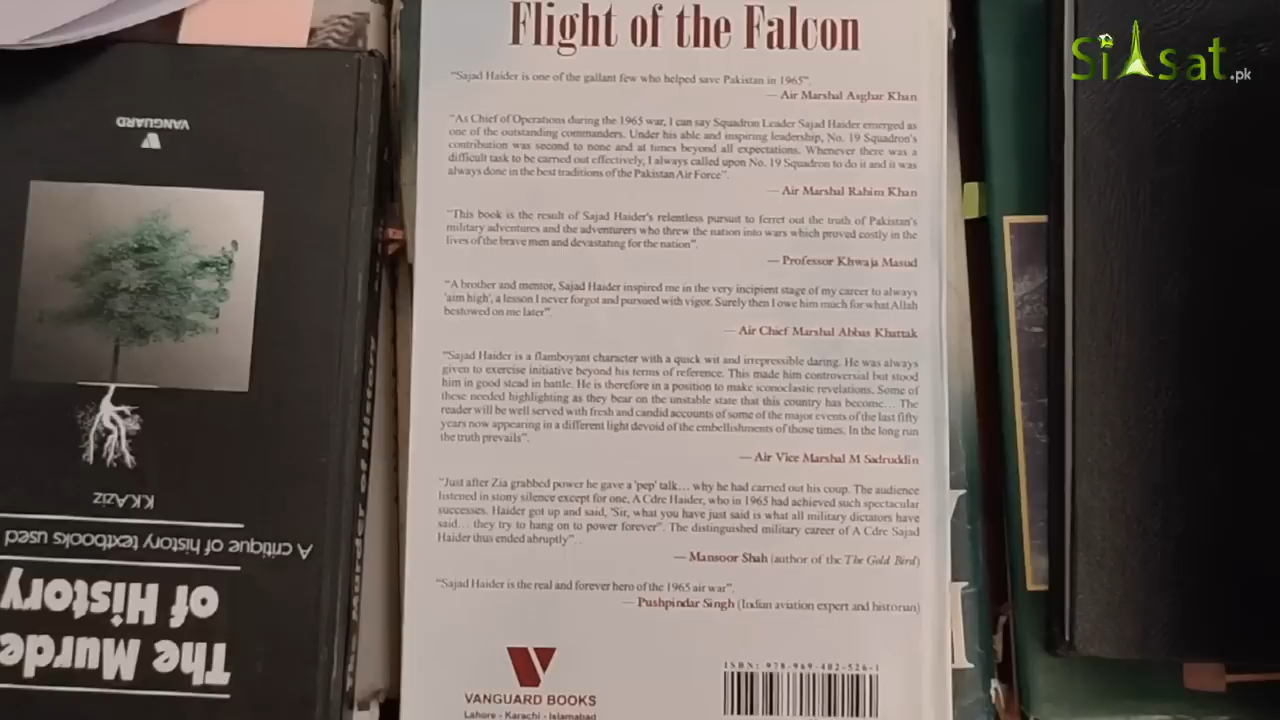 Flight of the Falcon
"Sajad Haider is one of the gallant few who helped save Pakistan in 1965".
— Air Marshal Asghar Khan
"As Chief of Operations during the 1965 war, I can say Squadron Leader Sajad Haider emerged as
one of the outstanding commanders. Under his able and inspiring leadership, No. 19 Squadron's
contribution was second to none and at times beyond all expectations. Whenever there was a
difficult task to be carried out effectively, I always called upon No. 19 Squadron to do it and it was
always done in the best traditions of the Pakistan Air Force".
— Air Marshal Rahim Khan
"This book is the result of Sajad Haider's relentless pursuit to ferret out the truth of Pakistan's
military adventures and the adventurers who threw the nation into wars which proved costly in the
lives of the brave men and devastating for the nation".
— Professor Khwaja Masud
"A brother and mentor, Sajad Haider inspired me in the very incipient stage of my career to always
'aim high', a lesson I never forgot and pursued with vigor. Surely then I owe him much for what Allah
bestowed on me later".
— Air Chief Marshal Abbas Khattak
"Sajad Haider is a flamboyant character with a quick wit and irrepressible daring. He was always
given to exercise initiative beyond his terms of reference. This made him controversial but stood
him in good stead in battle. He is therefore in a position to make iconoclastic revelations. Some of
these needed highlighting as they bear on the unstable state that this country has become... The
reader will be well served with fresh and candid accounts of some of the major events of the last fifty
years now appearing in a different light devoid of the embellishments of those times. In the long run
the truth prevails".
— Air Vice Marshal M Sadruddin
"Just after Zia grabbed power he gave a 'pep' talk... why he had carried out his coup. The audience
listened in stony silence except for one, A Cdre Haider, who in 1965 had achieved such spectacular
successes. Haider got up and said, 'Sir, what you have just said is what all military dictators have
said... they try to hang on to power forever". The distinguished military career of A Cdre Sajad
Haider thus ended abruptly"...
— Mansoor Shah (author of the The Gold Bird)
"Sajad Haider is the real and forever hero of the 1965 air war".
— Pushpindar Singh (Indian aviation expert and historian)
VANGUARD BOOKS
Lahore - Karachi - Islamabad
ISBN: 978-969-402-526-1
The Murde
of History
A critique of history textbooks used
K.K. AZIZ
VANGUARD
The Murder of History
Siasat.pk